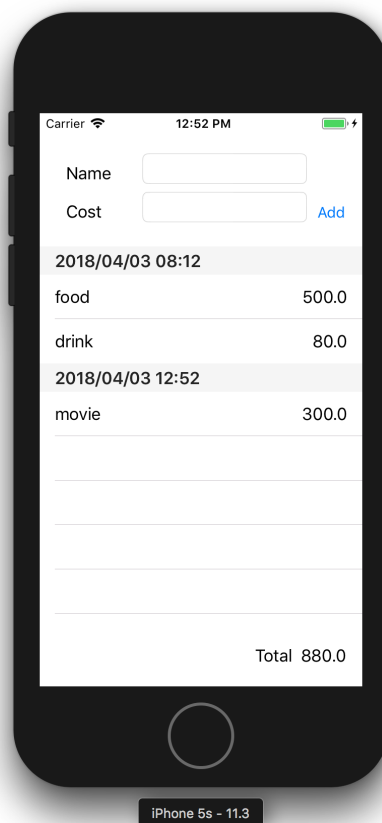 Carrier 12:52 PM
Name
Cost Add
2018/04/03 08:12
food 500.0
drink 80.0
2018/04/03 12:52
movie 300.0
Total 880.0
iPhone 5s - 11.3